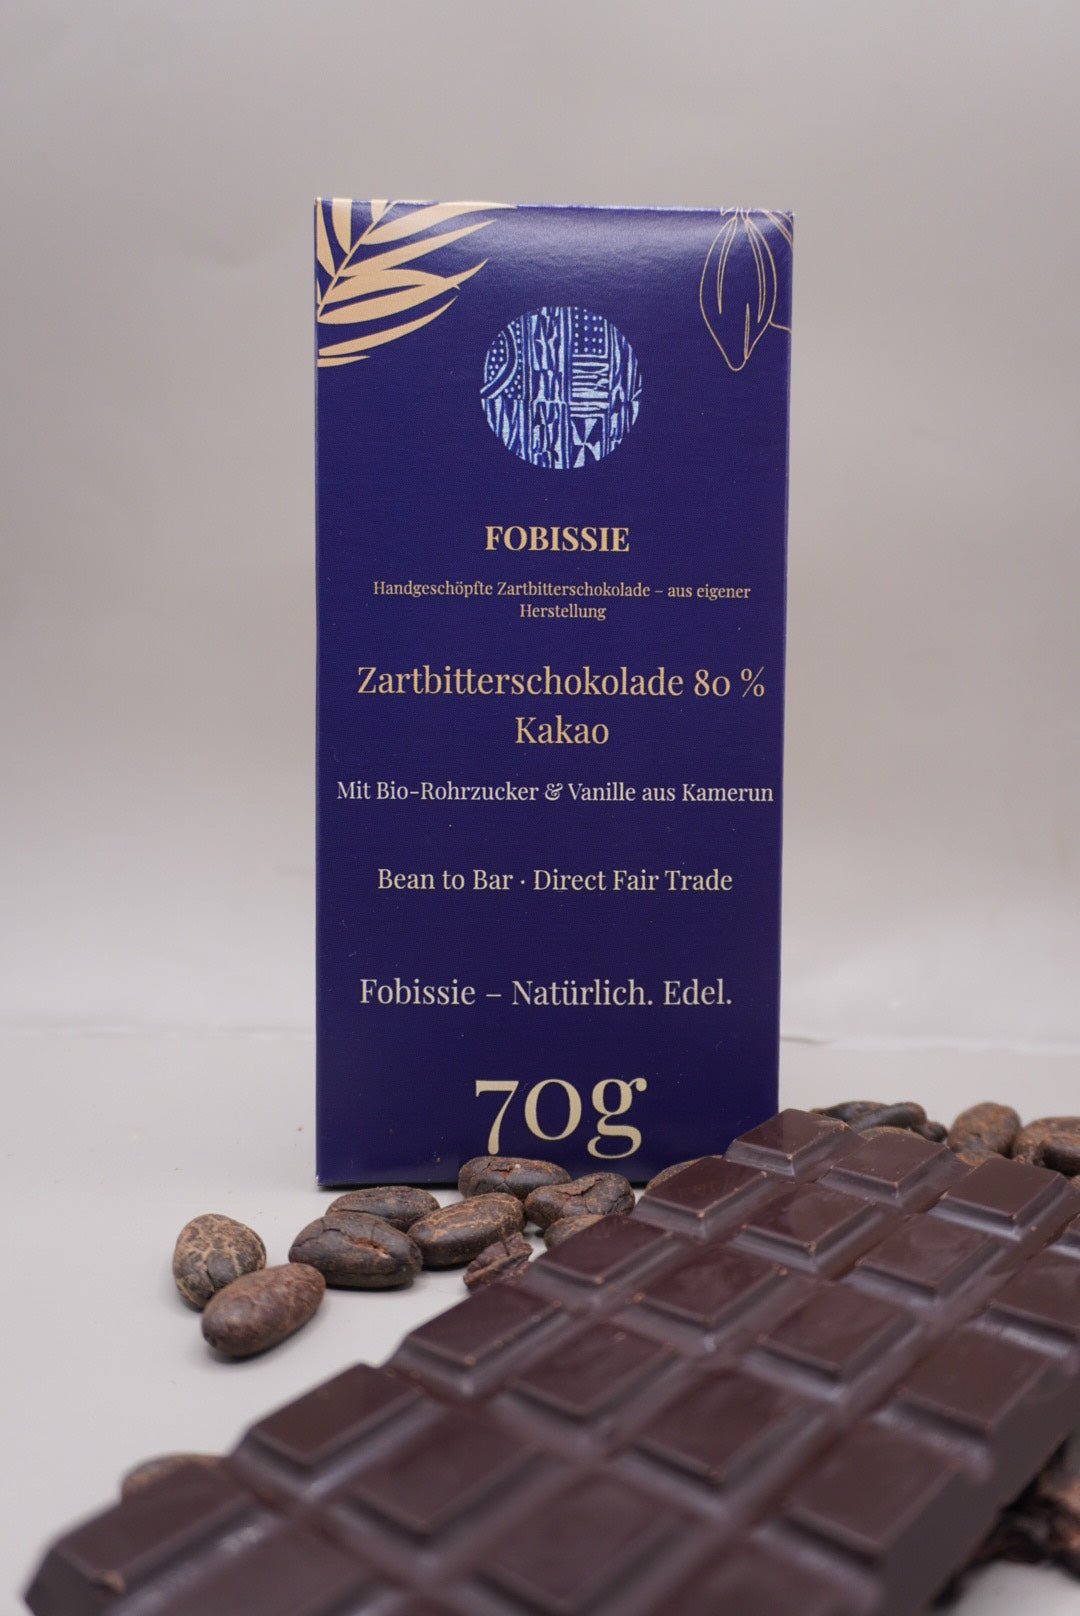 FOBISSIE
Handgeschöpfte Zartbitterschokolade – aus eigener
Herstellung
Zartbitterschokolade 80 %
Kakao
Mit Bio-Rohrzucker & Vanille aus Kamerun
Bean to Bar · Direct Fair Trade
Fobissie – Natürlich. Edel.
70g